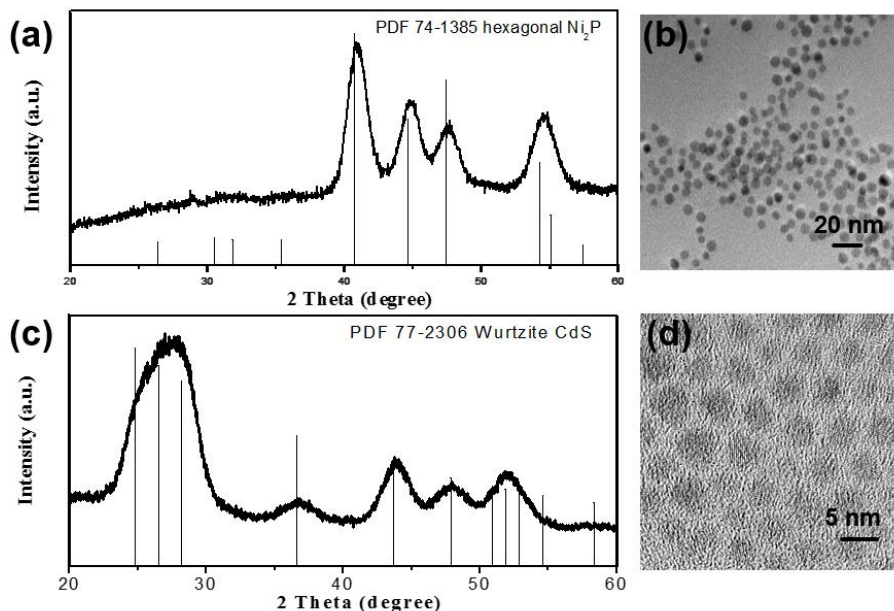 (a)
PDF 74-1385 hexagonal Ni₂P
Intensity (a.u.)
20 30 40 50 60
2 Theta (degree)
(b)
20 nm
(c)
PDF 77-2306 Wurtzite CdS
Intensity (a.u.)
20 30 40 50 60
2 Theta (degree)
(d)
5 nm